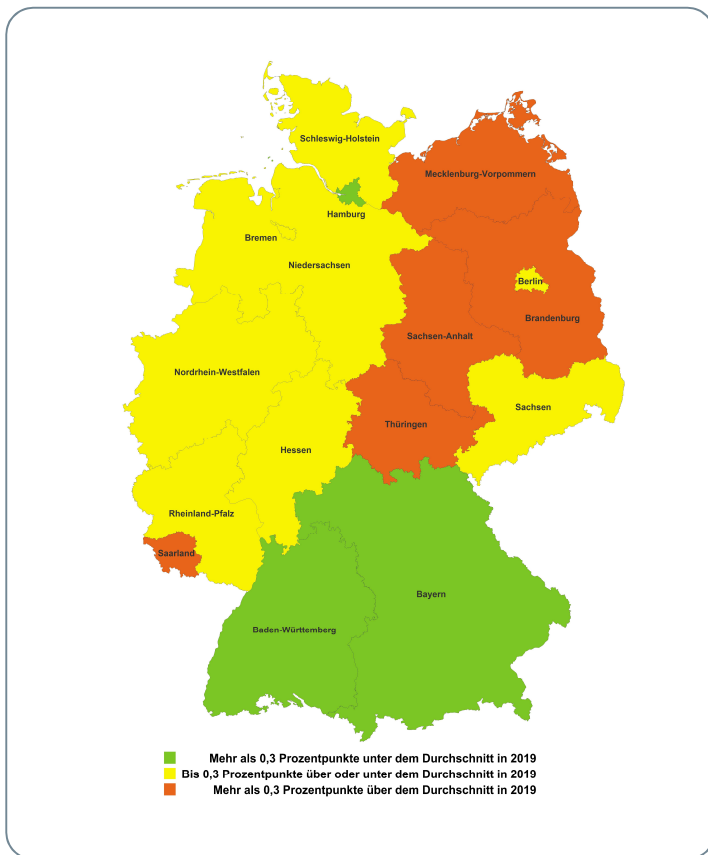 Schleswig-Holstein
Mecklenburg-Vorpommern
Hamburg
Bremen
Niedersachsen
Berlin
Brandenburg
Sachsen-Anhalt
Nordrhein-Westfalen
Sachsen
Thüringen
Hessen
Rheinland-Pfalz
Saarland
Bayern
Baden-Württemberg
Mehr als 0,3 Prozentpunkte unter dem Durchschnitt in 2019
Bis 0,3 Prozentpunkte über oder unter dem Durchschnitt in 2019
Mehr als 0,3 Prozentpunkte über dem Durchschnitt in 2019